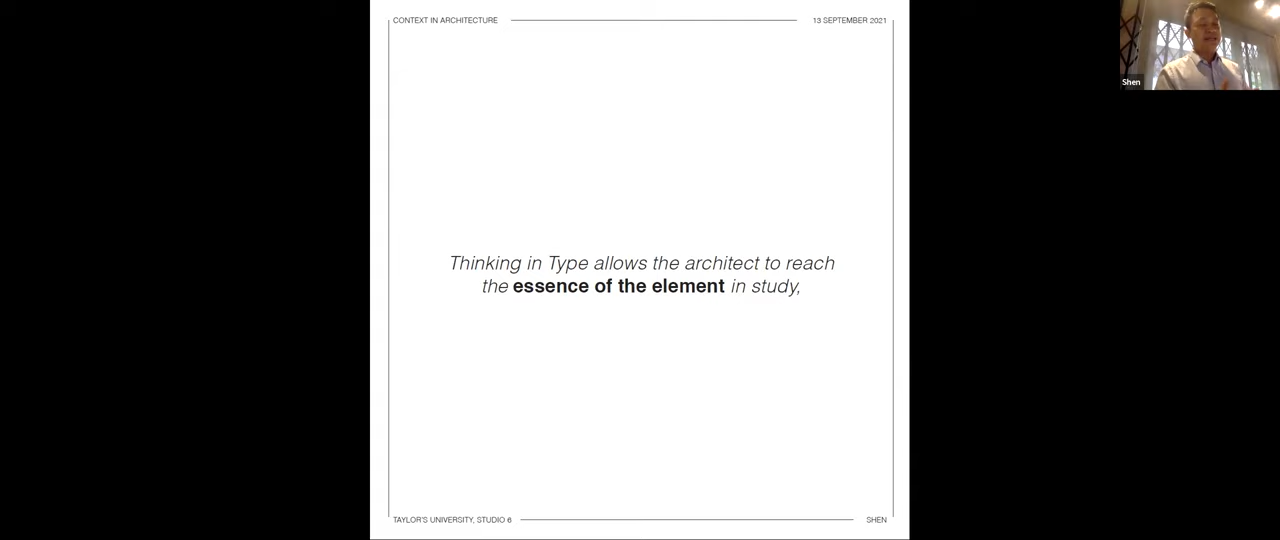 CONTEXT IN ARCHITECTURE
13 SEPTEMBER 2021
Shen
Thinking in Type allows the architect to reach
the essence of the element in study,
TAYLOR'S UNIVERSITY, STUDIO 6
SHEN